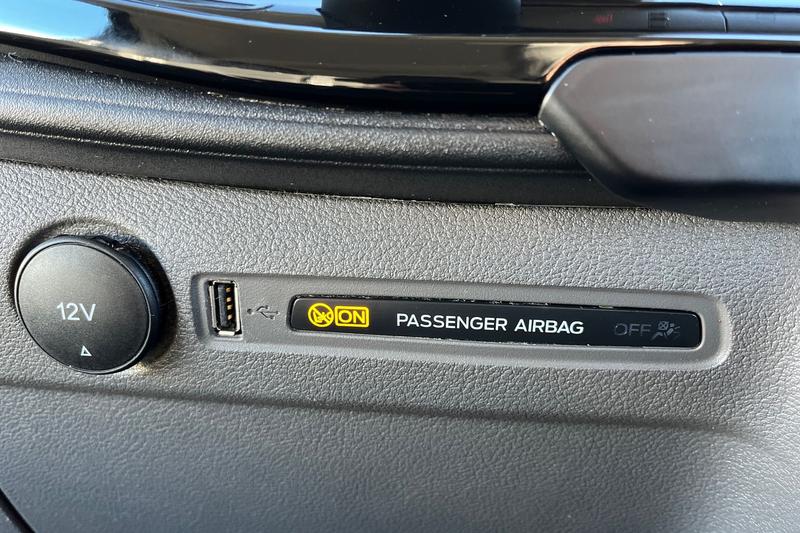 12V
ON PASSENGER AIRBAG OFF